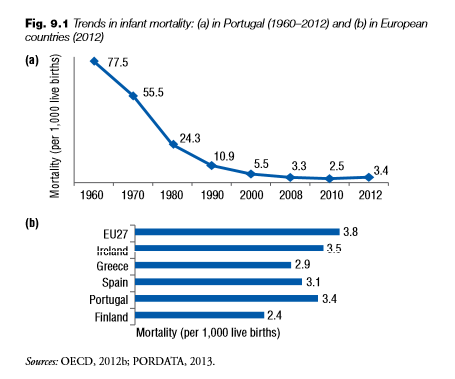 Fig. 9.1 Trends in infant mortality: (a) in Portugal (1960–2012) and (b) in European
countries (2012)
(a)
Mortality (per 1,000 live births)
77.5
55.5
24.3
10.9
5.5
3.3
2.5
3.4
1960 1970 1980 1990 2000 2008 2010 2012
(b)
EU27 3.8
Ireland 3.5
Greece 2.9
Spain 3.1
Portugal 3.4
Finland 2.4
Mortality (per 1,000 live births)
Sources: OECD, 2012b; PORDATA, 2013.